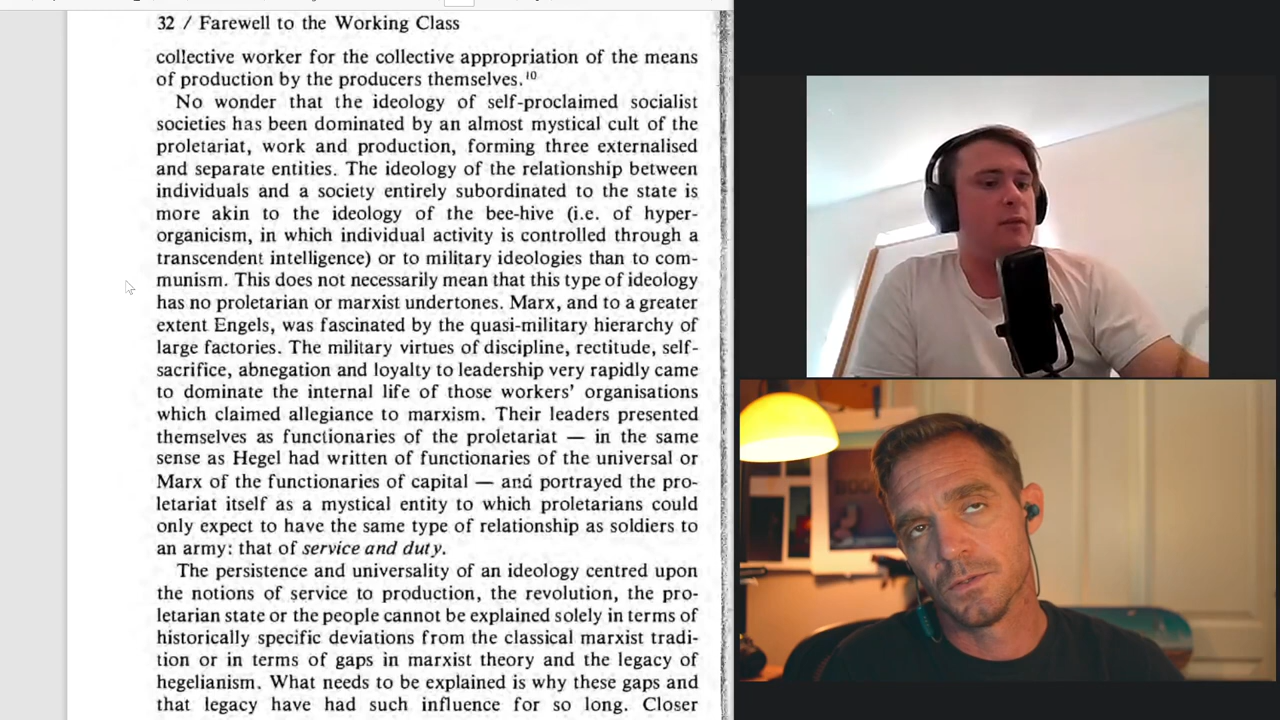 32 / Farewell to the Working Class
collective worker for the collective appropriation of the means
of production by the producers themselves.¹⁰
No wonder that the ideology of self-proclaimed socialist
societies has been dominated by an almost mystical cult of the
proletariat, work and production, forming three externalised
and separate entities. The ideology of the relationship between
individuals and a society entirely subordinated to the state is
more akin to the ideology of the bee-hive (i.e. of hyper-
organicism, in which individual activity is controlled through a
transcendent intelligence) or to military ideologies than to com-
munism. This does not necessarily mean that this type of ideology
has no proletarian or marxist undertones. Marx, and to a greater
extent Engels, was fascinated by the quasi-military hierarchy of
large factories. The military virtues of discipline, rectitude, self-
sacrifice, abnegation and loyalty to leadership very rapidly came
to dominate the internal life of those workers' organisations
which claimed allegiance to marxism. Their leaders presented
themselves as functionaries of the proletariat — in the same
sense as Hegel had written of functionaries of the universal or
Marx of the functionaries of capital — and portrayed the pro-
letariat itself as a mystical entity to which proletarians could
only expect to have the same type of relationship as soldiers to
an army: that of service and duty.
The persistence and universality of an ideology centred upon
the notions of service to production, the revolution, the pro-
letarian state or the people cannot be explained solely in terms of
historically specific deviations from the classical marxist tradi-
tion or in terms of gaps in marxist theory and the legacy of
hegelianism. What needs to be explained is why these gaps and
that legacy have had such influence for so long. Closer